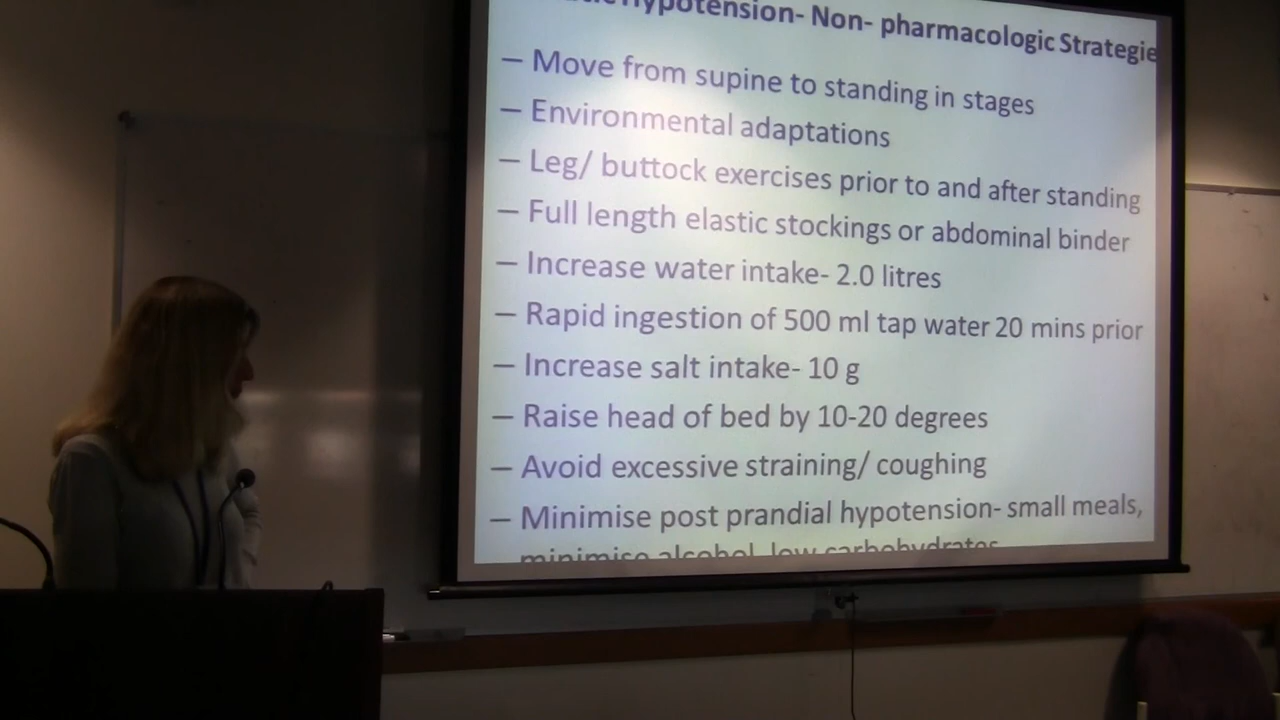 Hypotension- Non- pharmacologic Strategie
– Move from supine to standing in stages
– Environmental adaptations
– Leg/ buttock exercises prior to and after standing
– Full length elastic stockings or abdominal binder
– Increase water intake- 2.0 litres
– Rapid ingestion of 500 ml tap water 20 mins prior
– Increase salt intake- 10 g
– Raise head of bed by 10-20 degrees
– Avoid excessive straining/ coughing
– Minimise post prandial hypotension- small meals,
minimise alcohol, low carbohydrates